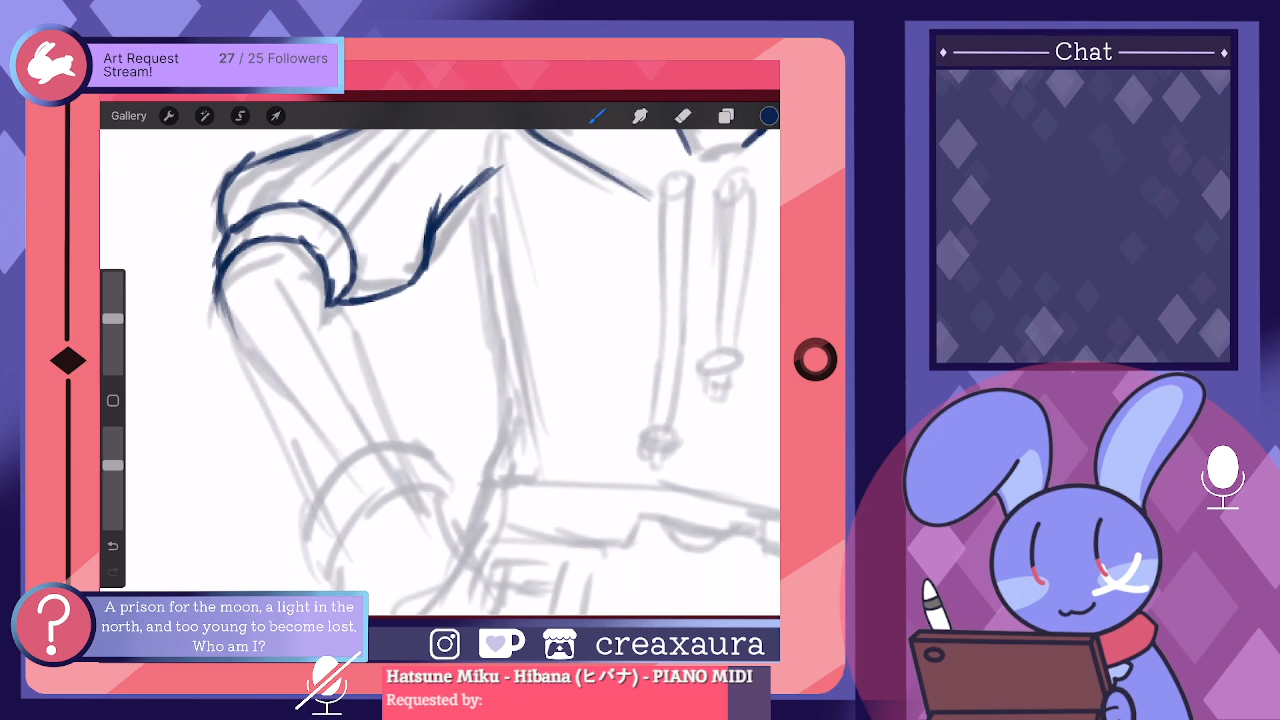 Art Request
Stream!
27 / 25 Followers
Chat
Gallery
A prison for the moon, a light in the
north, and too young to become lost.
Who am I?
creaxaura
Hatsune Miku - Hibana (ヒバナ) - PIANO MIDI
Requested by: